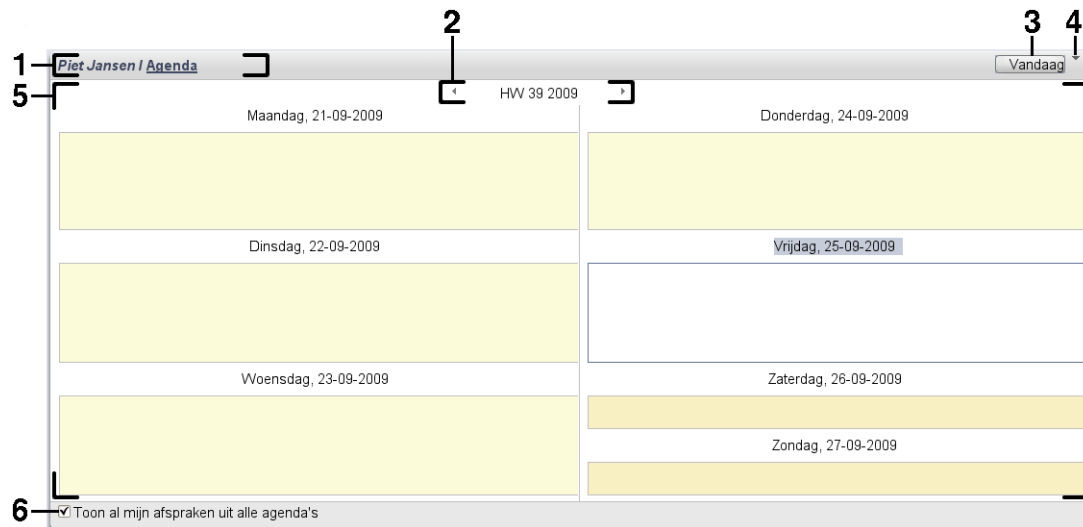 3 4
2
1 Piet Jansen / Agenda Vandaag
5 HW 39 2009
Maandag, 21-09-2009 Donderdag, 24-09-2009
Dinsdag, 22-09-2009 Vrijdag, 25-09-2009
Woensdag, 23-09-2009 Zaterdag, 26-09-2009
Zondag, 27-09-2009
6 Toon al mijn afspraken uit alle agenda's